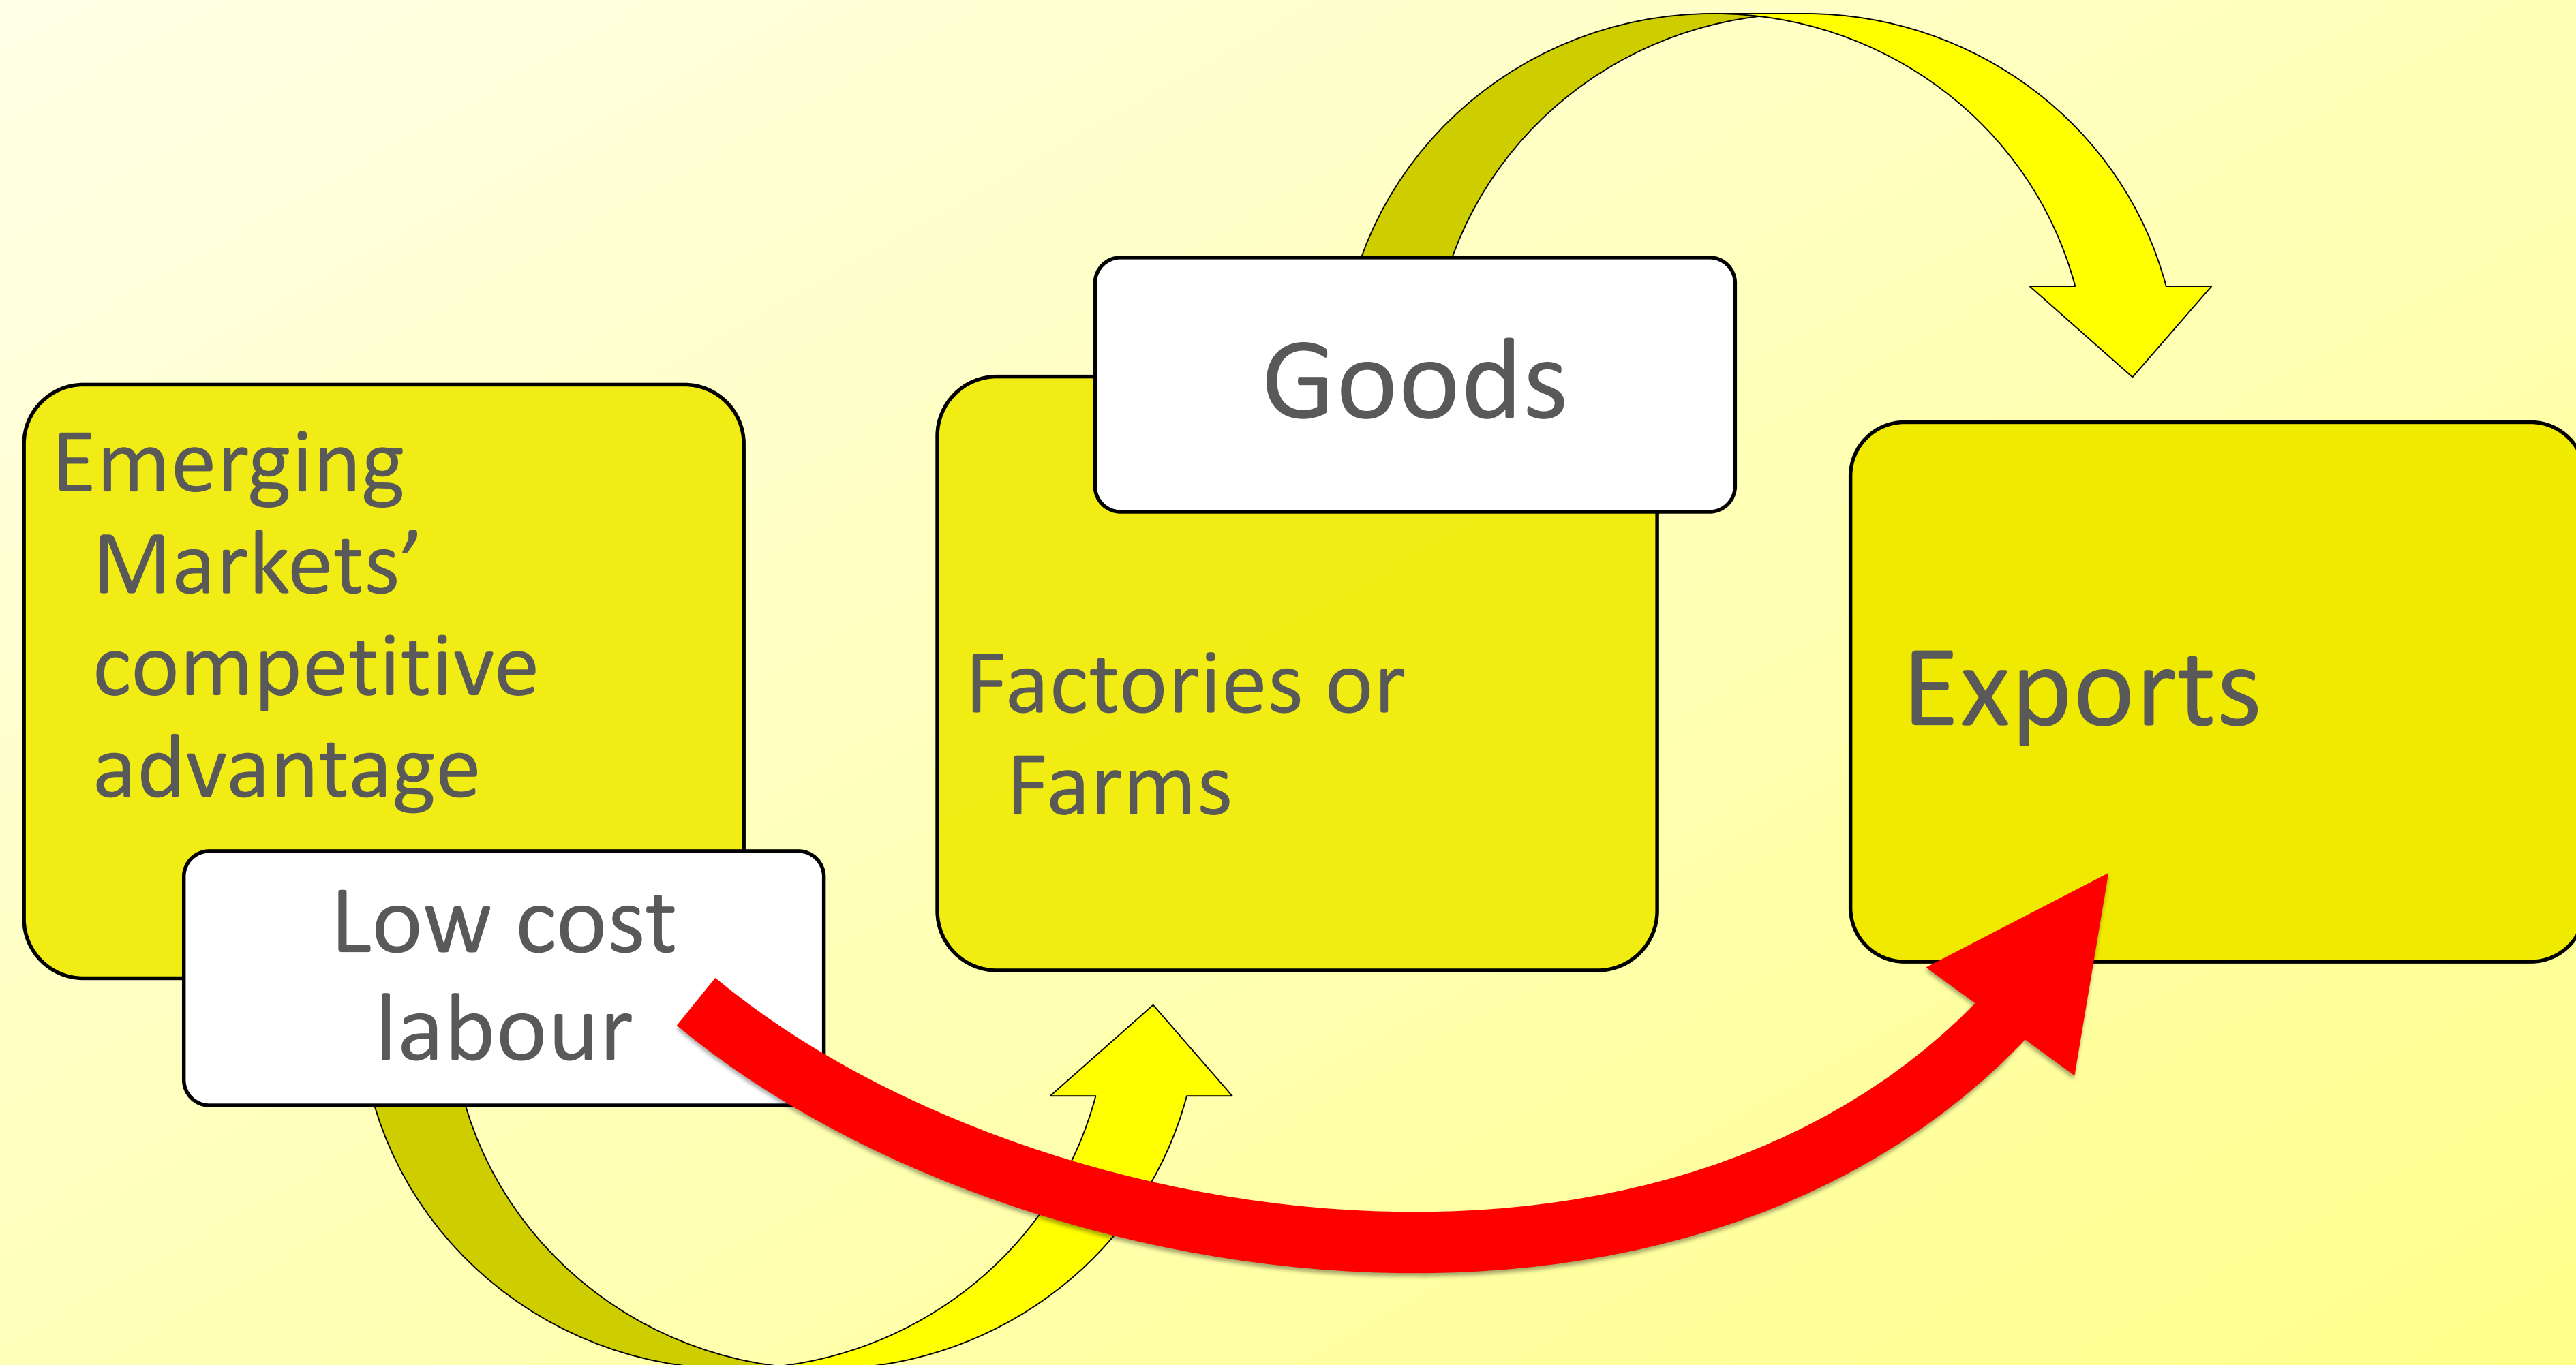 Emerging
Markets’
competitive
advantage
Low cost
labour
Goods
Factories or
Farms
Exports